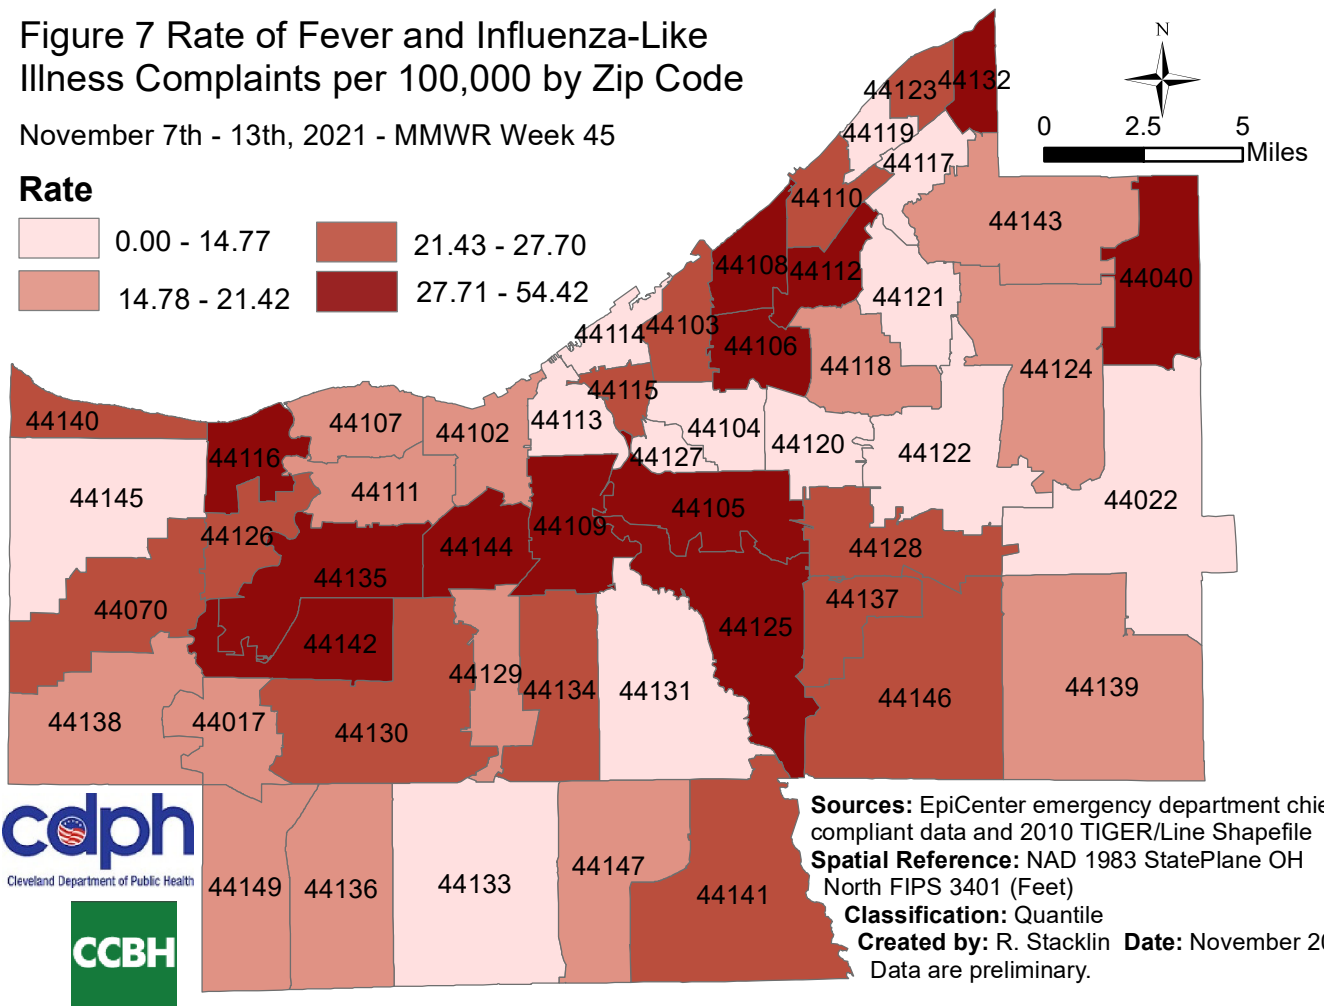 Figure 7 Rate of Fever and Influenza-Like
Illness Complaints per 100,000 by Zip Code
November 7th - 13th, 2021 - MMWR Week 45
Rate
0.00 - 14.77
21.43 - 27.70
14.78 - 21.42
27.71 - 54.42
N
0 2.5 5
Miles
44123
44132
44119
44117
44110
44143
44108
44112
44040
44121
44114
44103
44106
44118
44124
44115
44140
44107
44102
44113
44104
44120
44122
44116
44127
44145
44111
44022
44105
44126
44109
44144
44128
44135
44070
44137
44142
44125
44129
44134
44131
44139
44146
44138
44017
44130
44149
44136
44133
44147
44141
cdph
Cleveland Department of Public Health
CCBH
Sources: EpiCenter emergency department chie
compliant data and 2010 TIGER/Line Shapefile
Spatial Reference: NAD 1983 StatePlane OH
North FIPS 3401 (Feet)
Classification: Quantile
Created by: R. Stacklin Date: November 20
Data are preliminary.